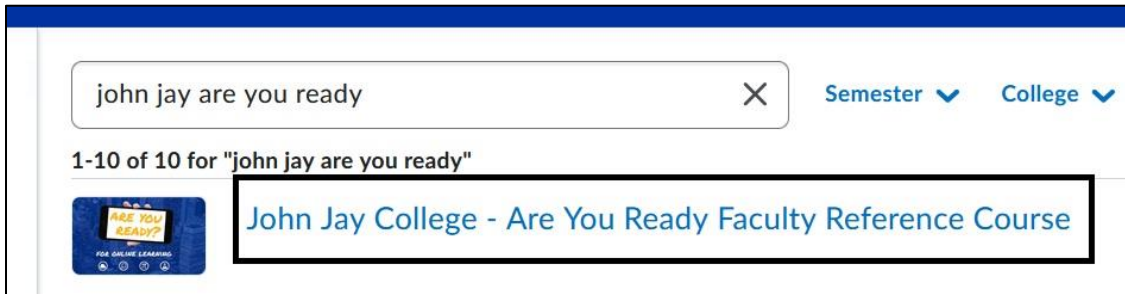 john jay are you ready
Semester College
1-10 of 10 for "john jay are you ready"
ARE YOU
READY?
FOR ONLINE LEARNING
John Jay College - Are You Ready Faculty Reference Course